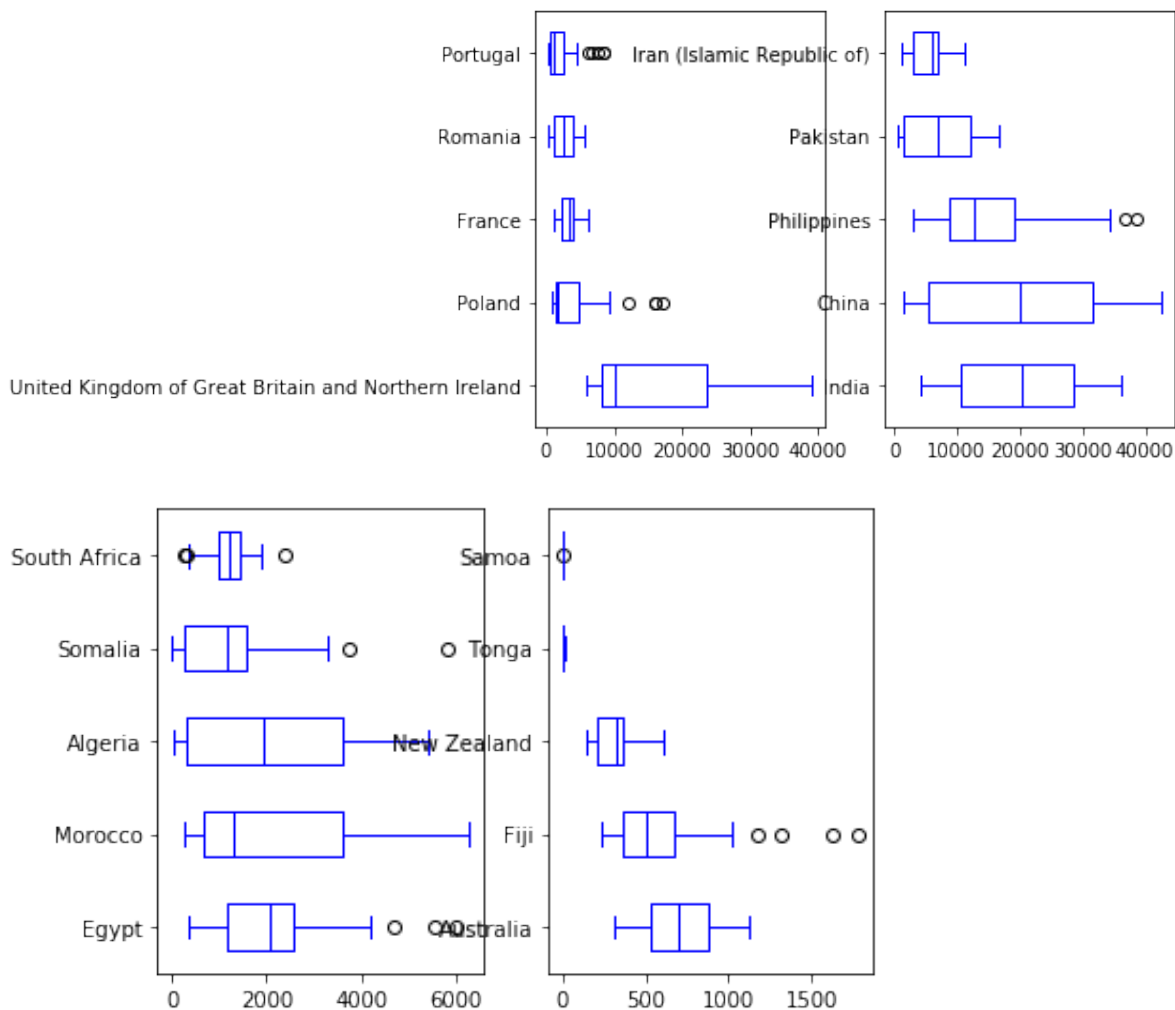 Portugal
Romania
France
Poland
United Kingdom of Great Britain and Northern Ireland
0 10000 20000 30000 40000
Iran (Islamic Republic of)
Pakistan
Philippines
China
India
0 10000 20000 30000 40000
South Africa
Somalia
Algeria
Morocco
Egypt
0 2000 4000 6000
Samoa
Tonga
New Zealand
Fiji
Australia
0 500 1000 1500